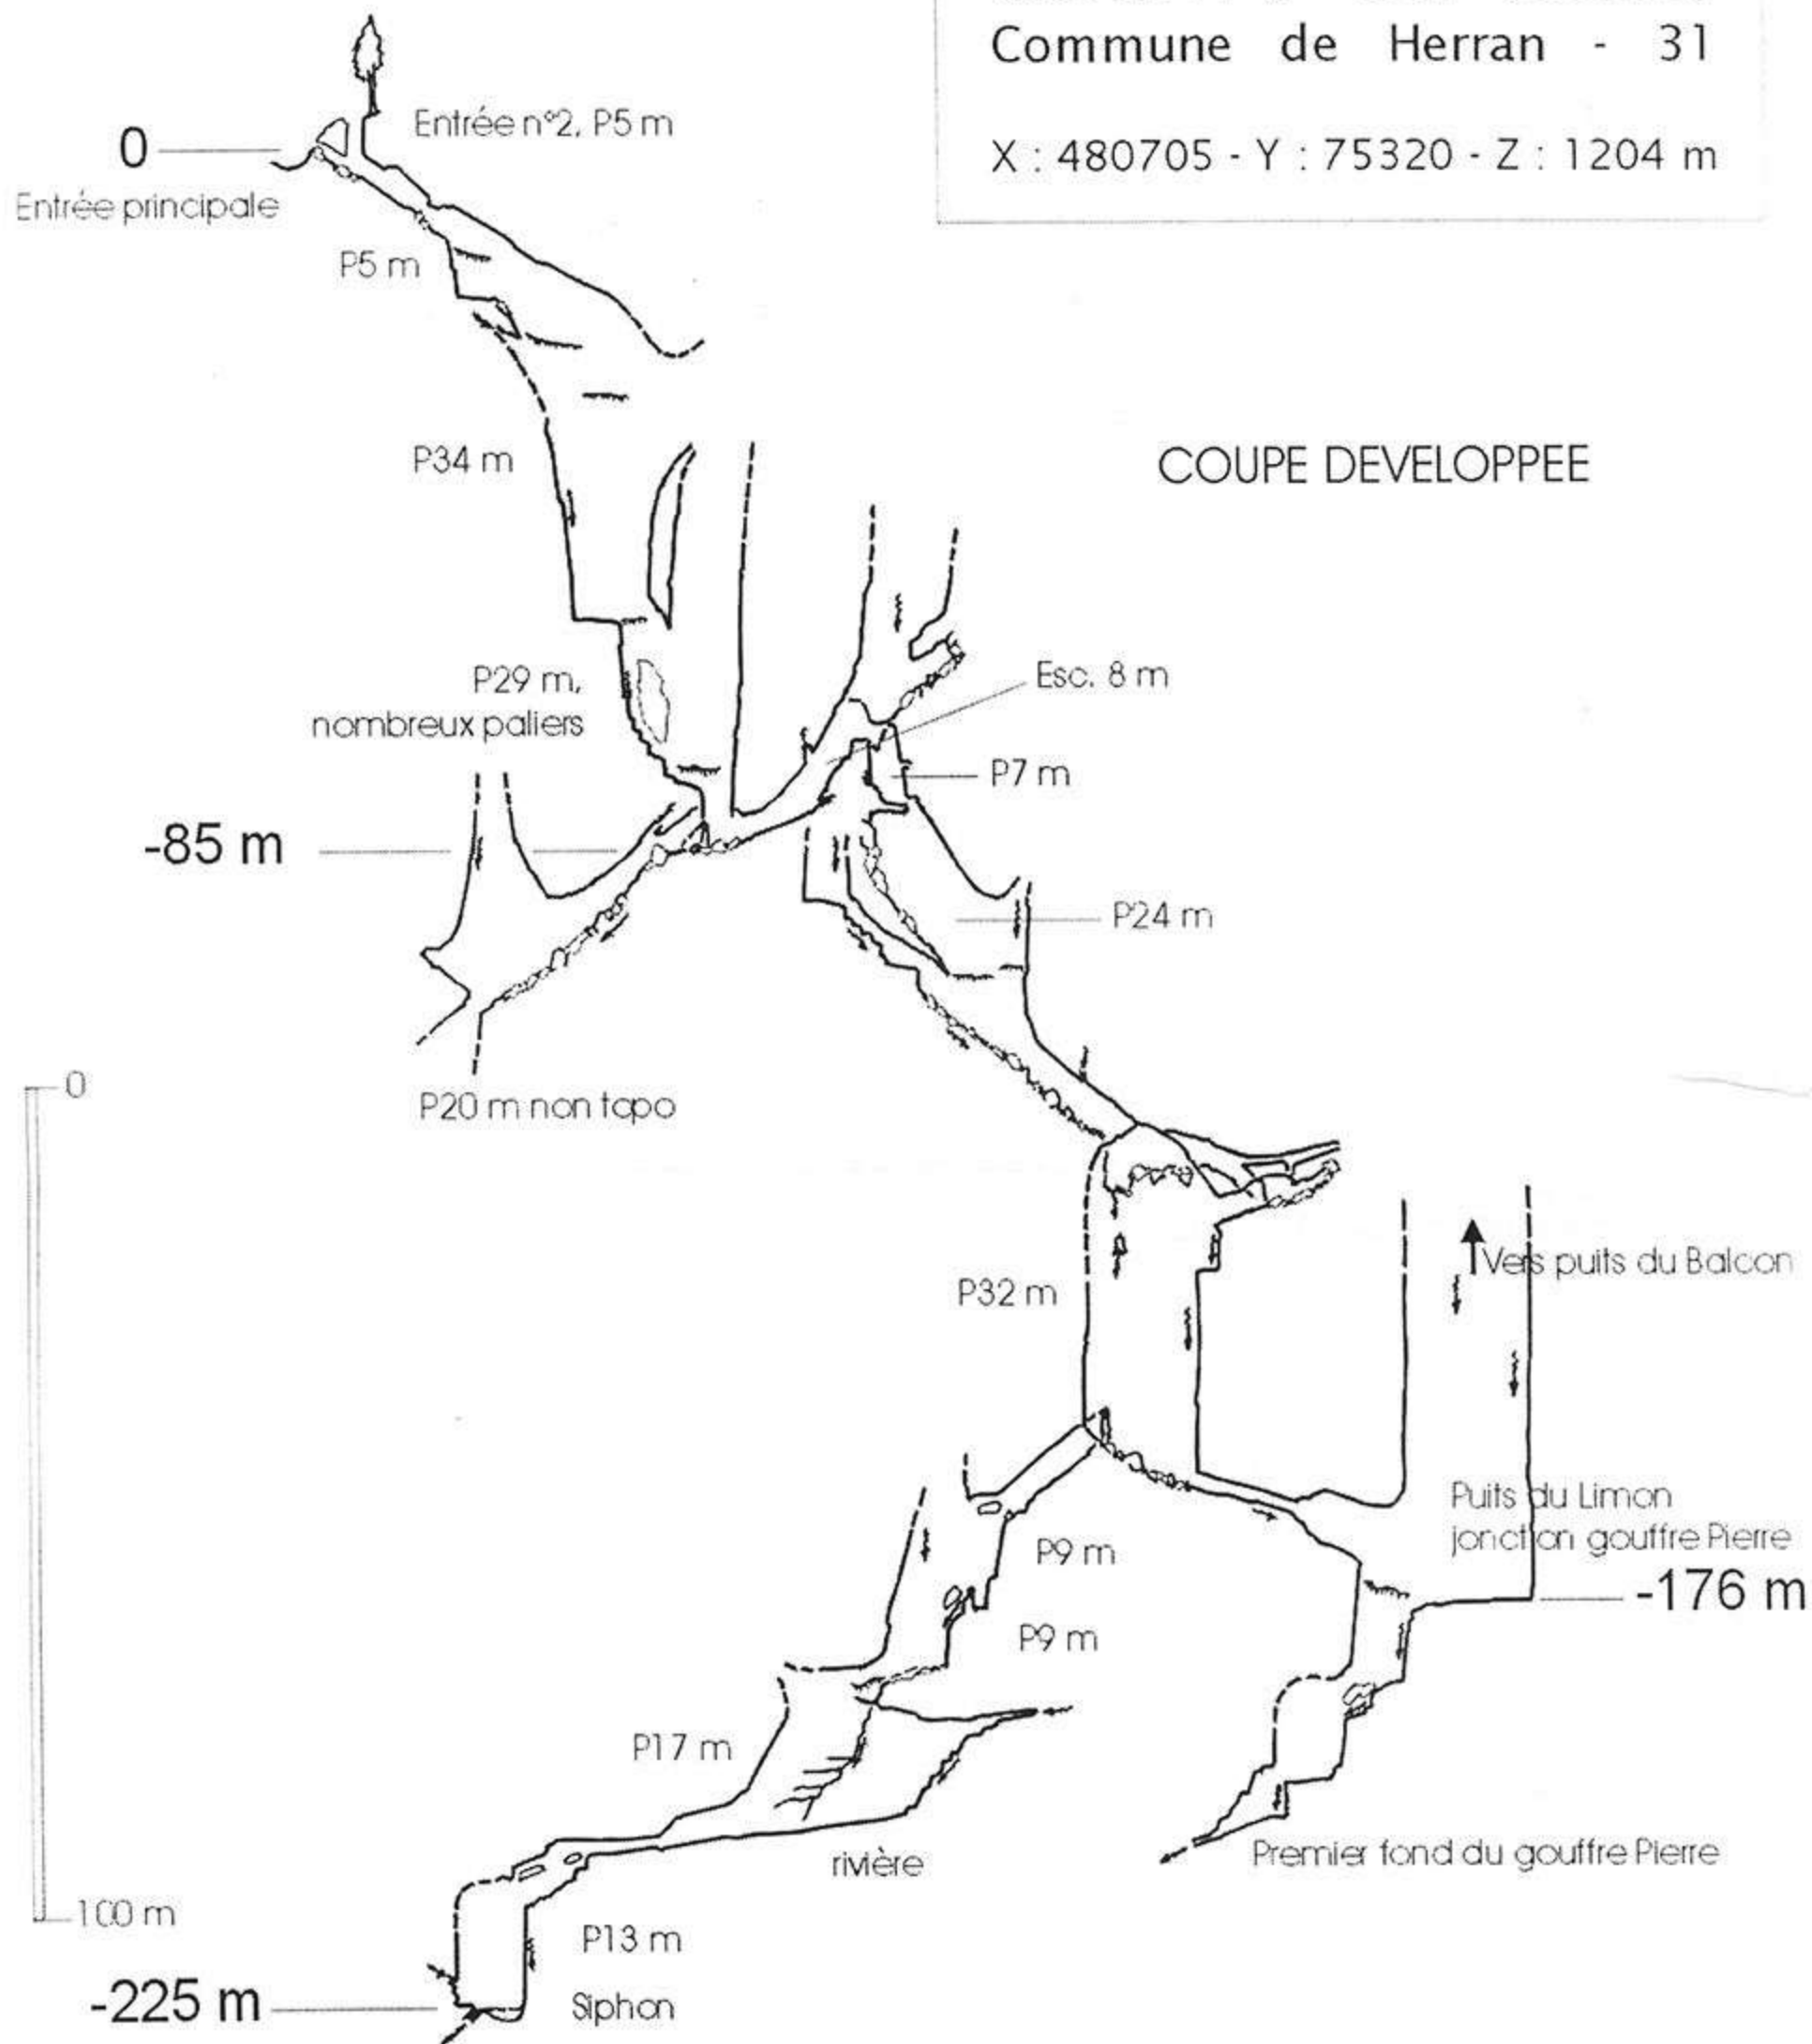 Commune de Herran - 31
X : 480705 - Y : 75320 - Z : 1204 m
Entrée n°2, P5 m
0
Entrée principale
P5 m
COUPE DEVELOPPEE
P34 m
Esc. 8 m
P29 m,
nombreux paliers
P7 m
-85 m
P24 m
0
P20 m non topo
Vers puits du Balcon
P32 m
Puits du Limon
jonction gouffre Pierre
P9 m
-176 m
P9 m
P17 m
rivière
Premier fond du gouffre Pierre
100 m
P13 m
-225 m
Siphon